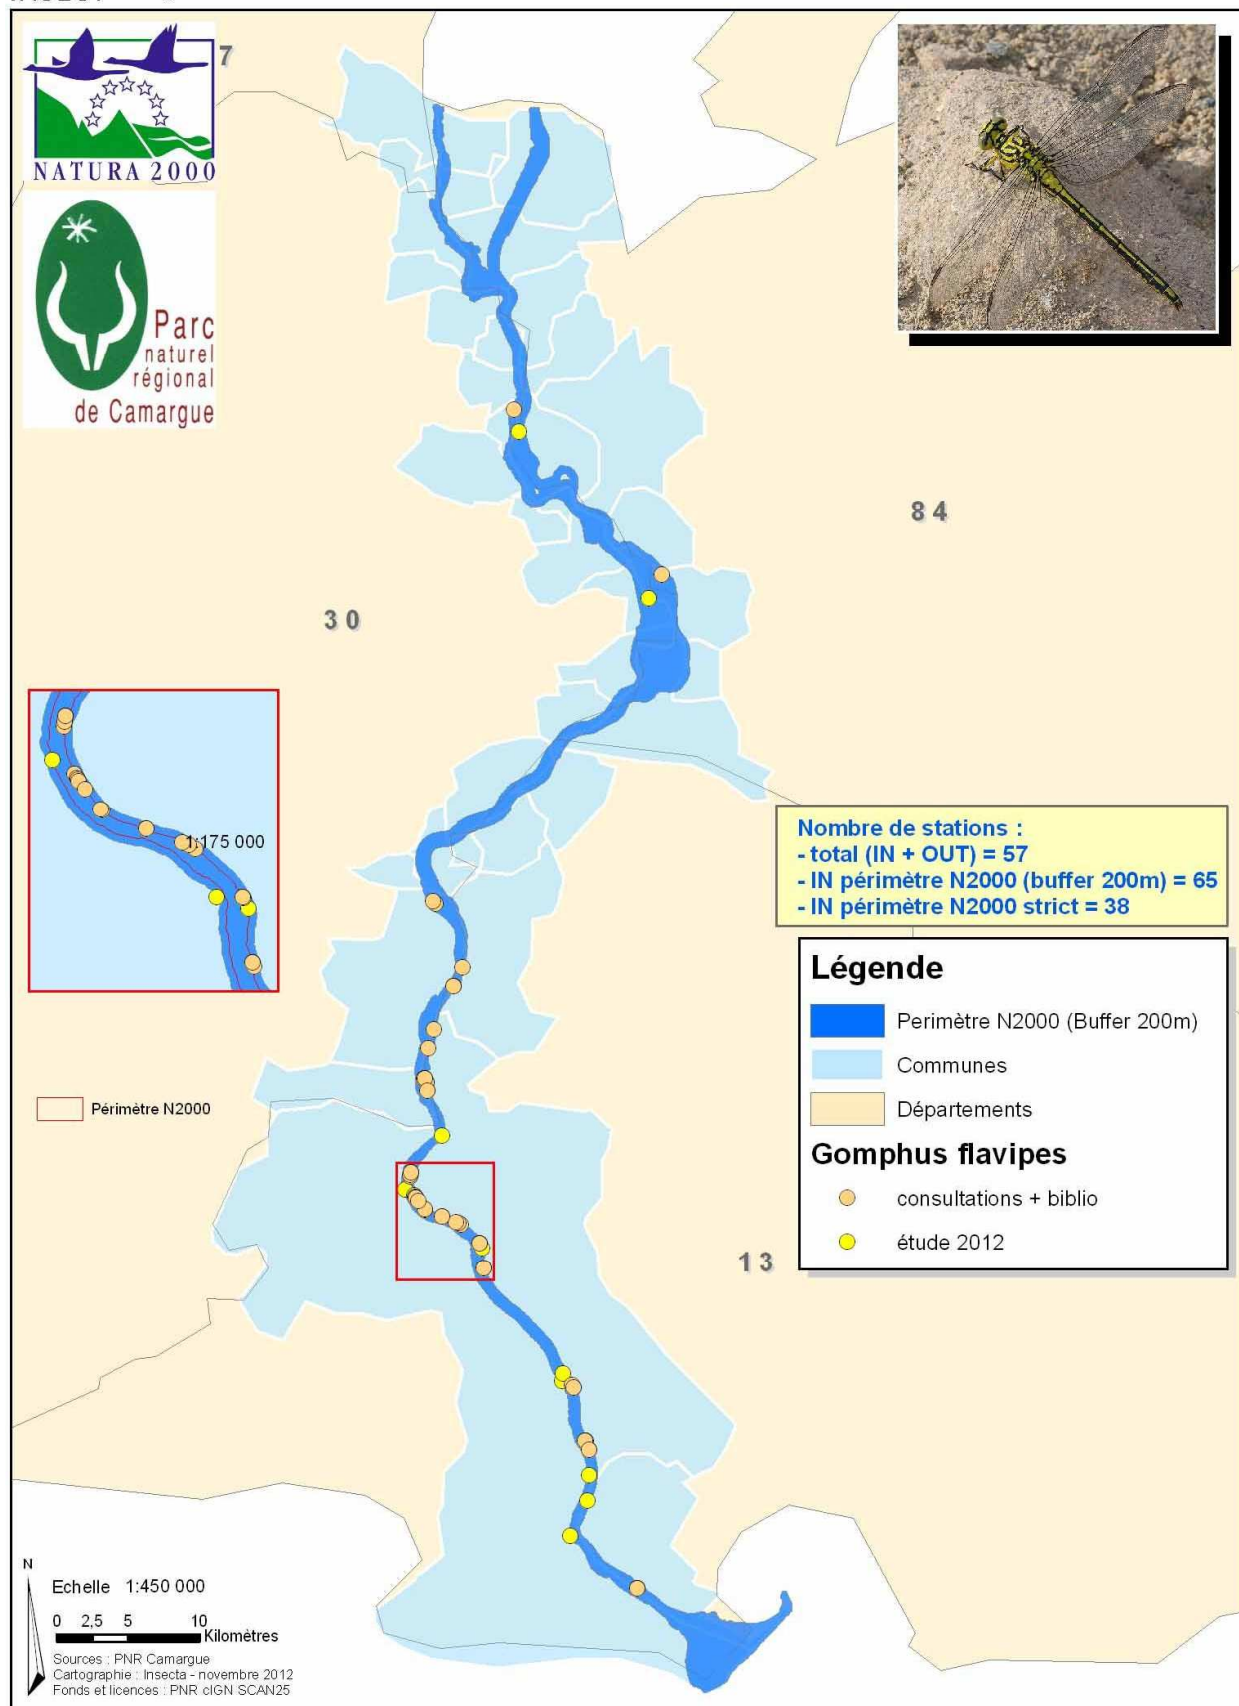 7
NATURA 2000
Parc
naturel
régional
de Camargue
84
30
1:175 000
Nombre de stations :
- total (IN + OUT) = 57
- IN périmètre N2000 (buffer 200m) = 65
- IN périmètre N2000 strict = 38
Légende
Perimètre N2000 (Buffer 200m)
Communes
Départements
Gomphus flavipes
consultations + biblio
étude 2012
Périmètre N2000
13
N
Echelle 1:450 000
0 2,5 5 10
Kilomètres
Sources : PNR Camargue
Cartographie : Insecta - novembre 2012
Fonds et licences : PNR cIGN SCAN25